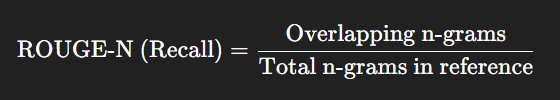 ROUGE-N (Recall) = Overlapping n-grams / Total n-grams in reference